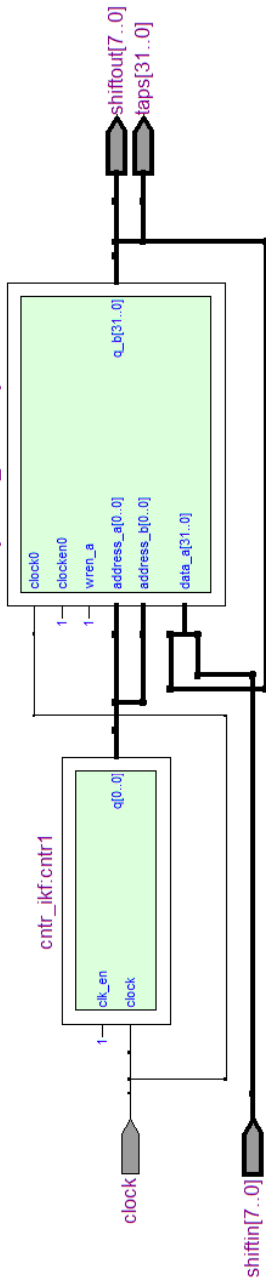 clock
shiftin[7..0]
cntr_ikf:cntr1
1
clk_en
clock
q[0..0]
clock0
1
clocken0
1
wren_a
address_a[0..0]
address_b[0..0]
data_a[31..0]
q_b[31..0]
shiftout[7..0]
taps[31..0]